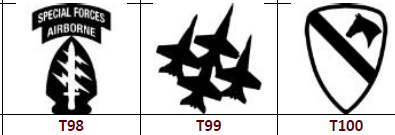 SPECIAL FORCES
AIRBORNE
T98
T99
T100